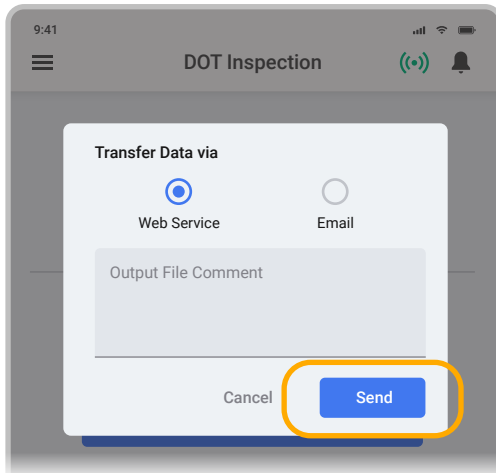 9:41
DOT Inspection
Transfer Data via
Web Service Email
Output File Comment
Cancel Send